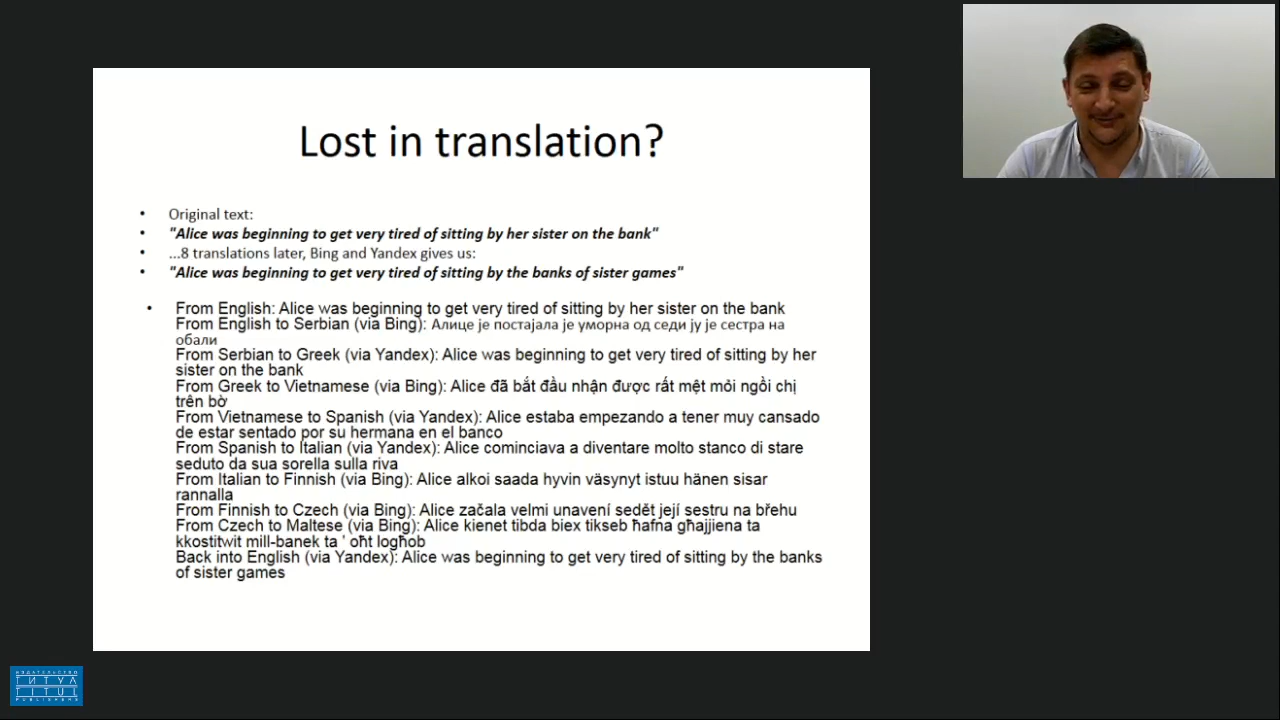 Lost in translation?
• Original text:
• "Alice was beginning to get very tired of sitting by her sister on the bank"
• ...8 translations later, Bing and Yandex gives us:
• "Alice was beginning to get very tired of sitting by the banks of sister games"
• From English: Alice was beginning to get very tired of sitting by her sister on the bank
From English to Serbian (via Bing): Алице је постајала је уморна од седи ју је сестра на
обали
From Serbian to Greek (via Yandex): Alice was beginning to get very tired of sitting by her
sister on the bank
From Greek to Vietnamese (via Bing): Alice đã bắt đầu nhận được rất mệt mỏi ngồi chị
trên bờ
From Vietnamese to Spanish (via Yandex): Alice estaba empezando a tener muy cansado
de estar sentado por su hermana en el banco
From Spanish to Italian (via Yandex): Alice cominciava a diventare molto stanco di stare
seduto da sua sorella sulla riva
From Italian to Finnish (via Bing): Alice alkoi saada hyvin väsynyt istuu hänen sisar
rannalla
From Finnish to Czech (via Bing): Alice začala velmi unavení sedět její sestru na břehu
From Czech to Maltese (via Bing): Alice kienet tibda biex tikseb ħafna għajjiena ta
kkostitwit mill-banek ta ' oħt logħob
Back into English (via Yandex): Alice was beginning to get very tired of sitting by the banks
of sister games
ИЗДАТЕЛЬСТВО
ТИТУЛ
TITUL
PUBLISHERS